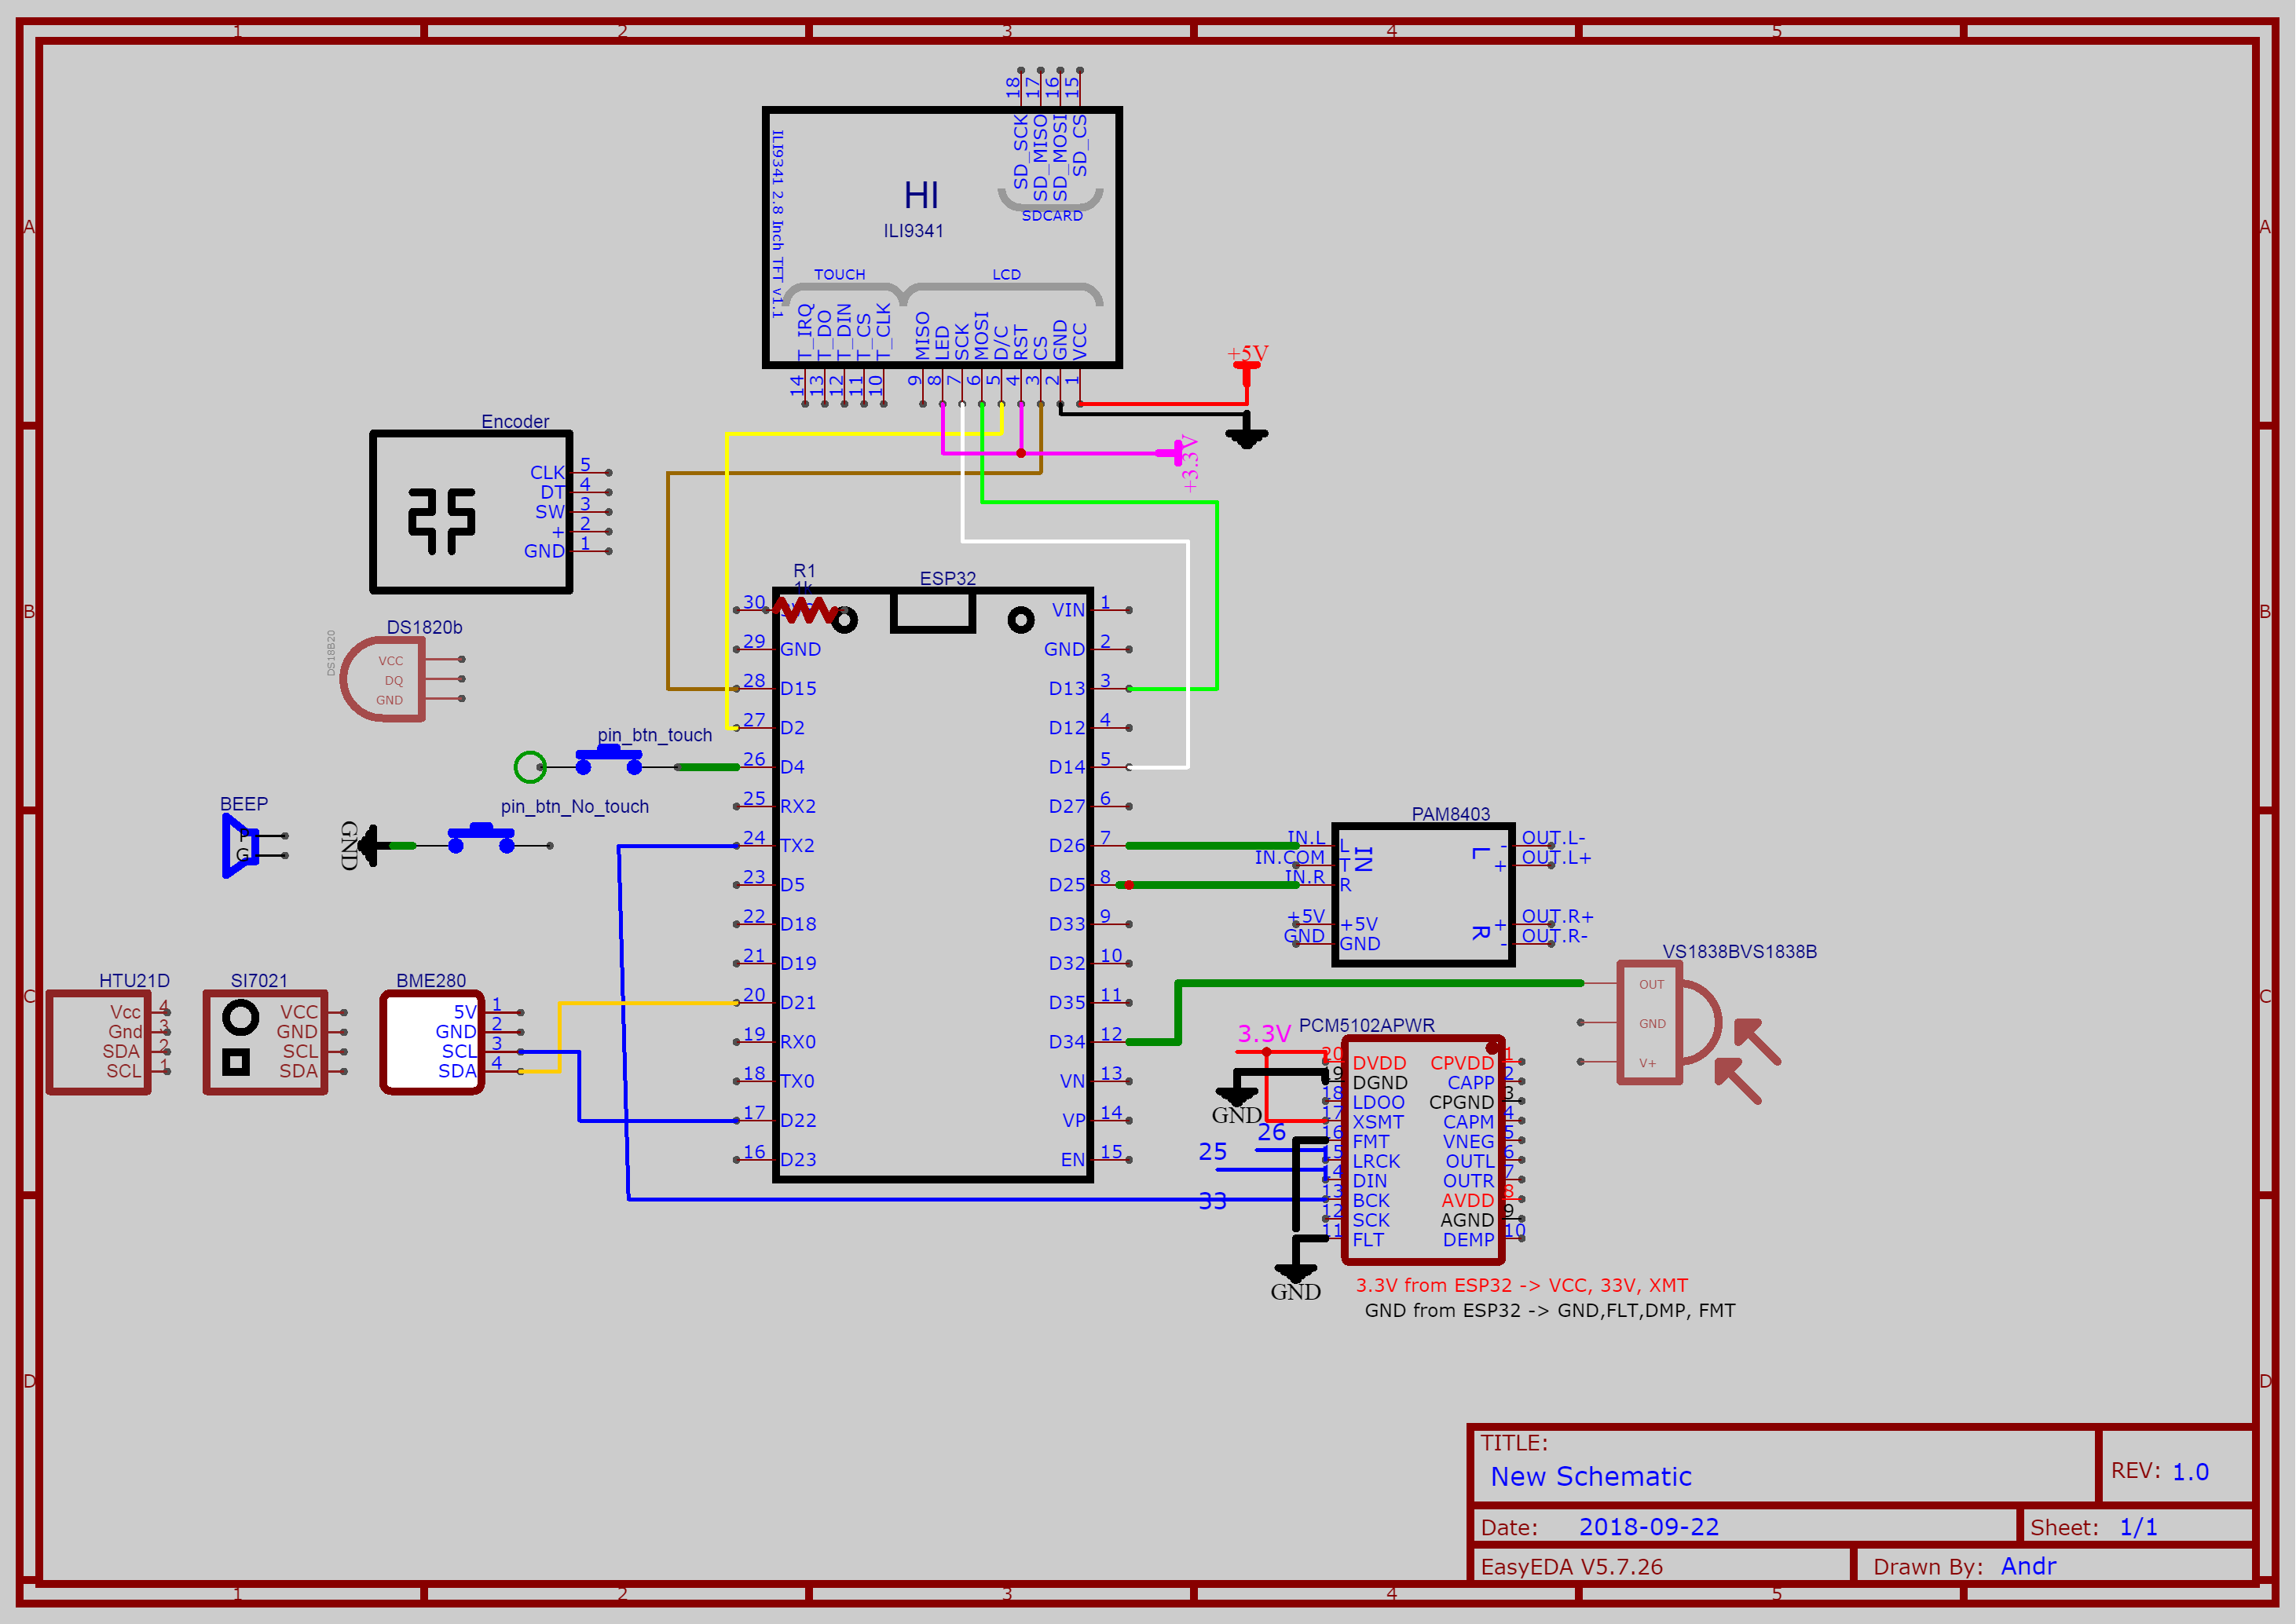 1 2 3 4 5
A A
B B
C C
D D
18 17 16 15
SD_SCK SD_MISO SD_MOSI SD_CS
SDCARD
ILI9341 2.8 Inch TFT v1.1
HI
ILI9341
TOUCH LCD
T_IRQ T_DO T_DIN T_CS T_CLK MISO LED SCK MOSI D/C RST CS GND VCC
14 13 12 11 10 9 8 7 6 5 4 3 2 1
+5V
+3.3V
Encoder
CLK 5
DT 4
SW 3
+ 2
GND 1
DS1820b
DS18B20
VCC
DQ
GND
R1
1k
ESP32
30 VIN 1
29 GND GND 2
28 D15 D13 3
27 D2 D12 4
26 D4 D14 5
25 RX2 D27 6
24 TX2 D26 7
23 D5 D25 8
22 D18 D33 9
21 D19 D32 10
20 D21 D35 11
19 RX0 D34 12
18 TX0 VN 13
17 D22 VP 14
16 D23 EN 15
pin_btn_touch
pin_btn_No_touch
GND
BEEP
P
G
PAM8403
IN.L L - OUT.L-
IN.COM T + OUT.L+
IN.R R
IN L
+5V +5V + OUT.R+
GND GND - OUT.R-
R
VS1838BVS1838B
OUT
GND
V+
HTU21D
Vcc 4
Gnd 3
SDA 2
SCL 1
SI7021
VCC
GND
SCL
SDA
BME280
5V 1
GND 2
SCL 3
SDA 4
3.3V PCM5102APWR
20 DVDD CPVDD 1
19 DGND CAPP 2
18 LDOO CPGND 3
17 XSMT CAPM 4
16 FMT VNEG 5
15 LRCK OUTL 6
14 DIN OUTR 7
13 BCK AVDD 8
12 SCK AGND 9
11 FLT DEMP 10
GND
26
25
33
GND
3.3V from ESP32 -> VCC, 33V, XMT
GND from ESP32 -> GND,FLT,DMP, FMT
TITLE:
New Schematic
REV: 1.0
Date: 2018-09-22
Sheet: 1/1
EasyEDA V5.7.26
Drawn By: Andr
1 2 3 4 5